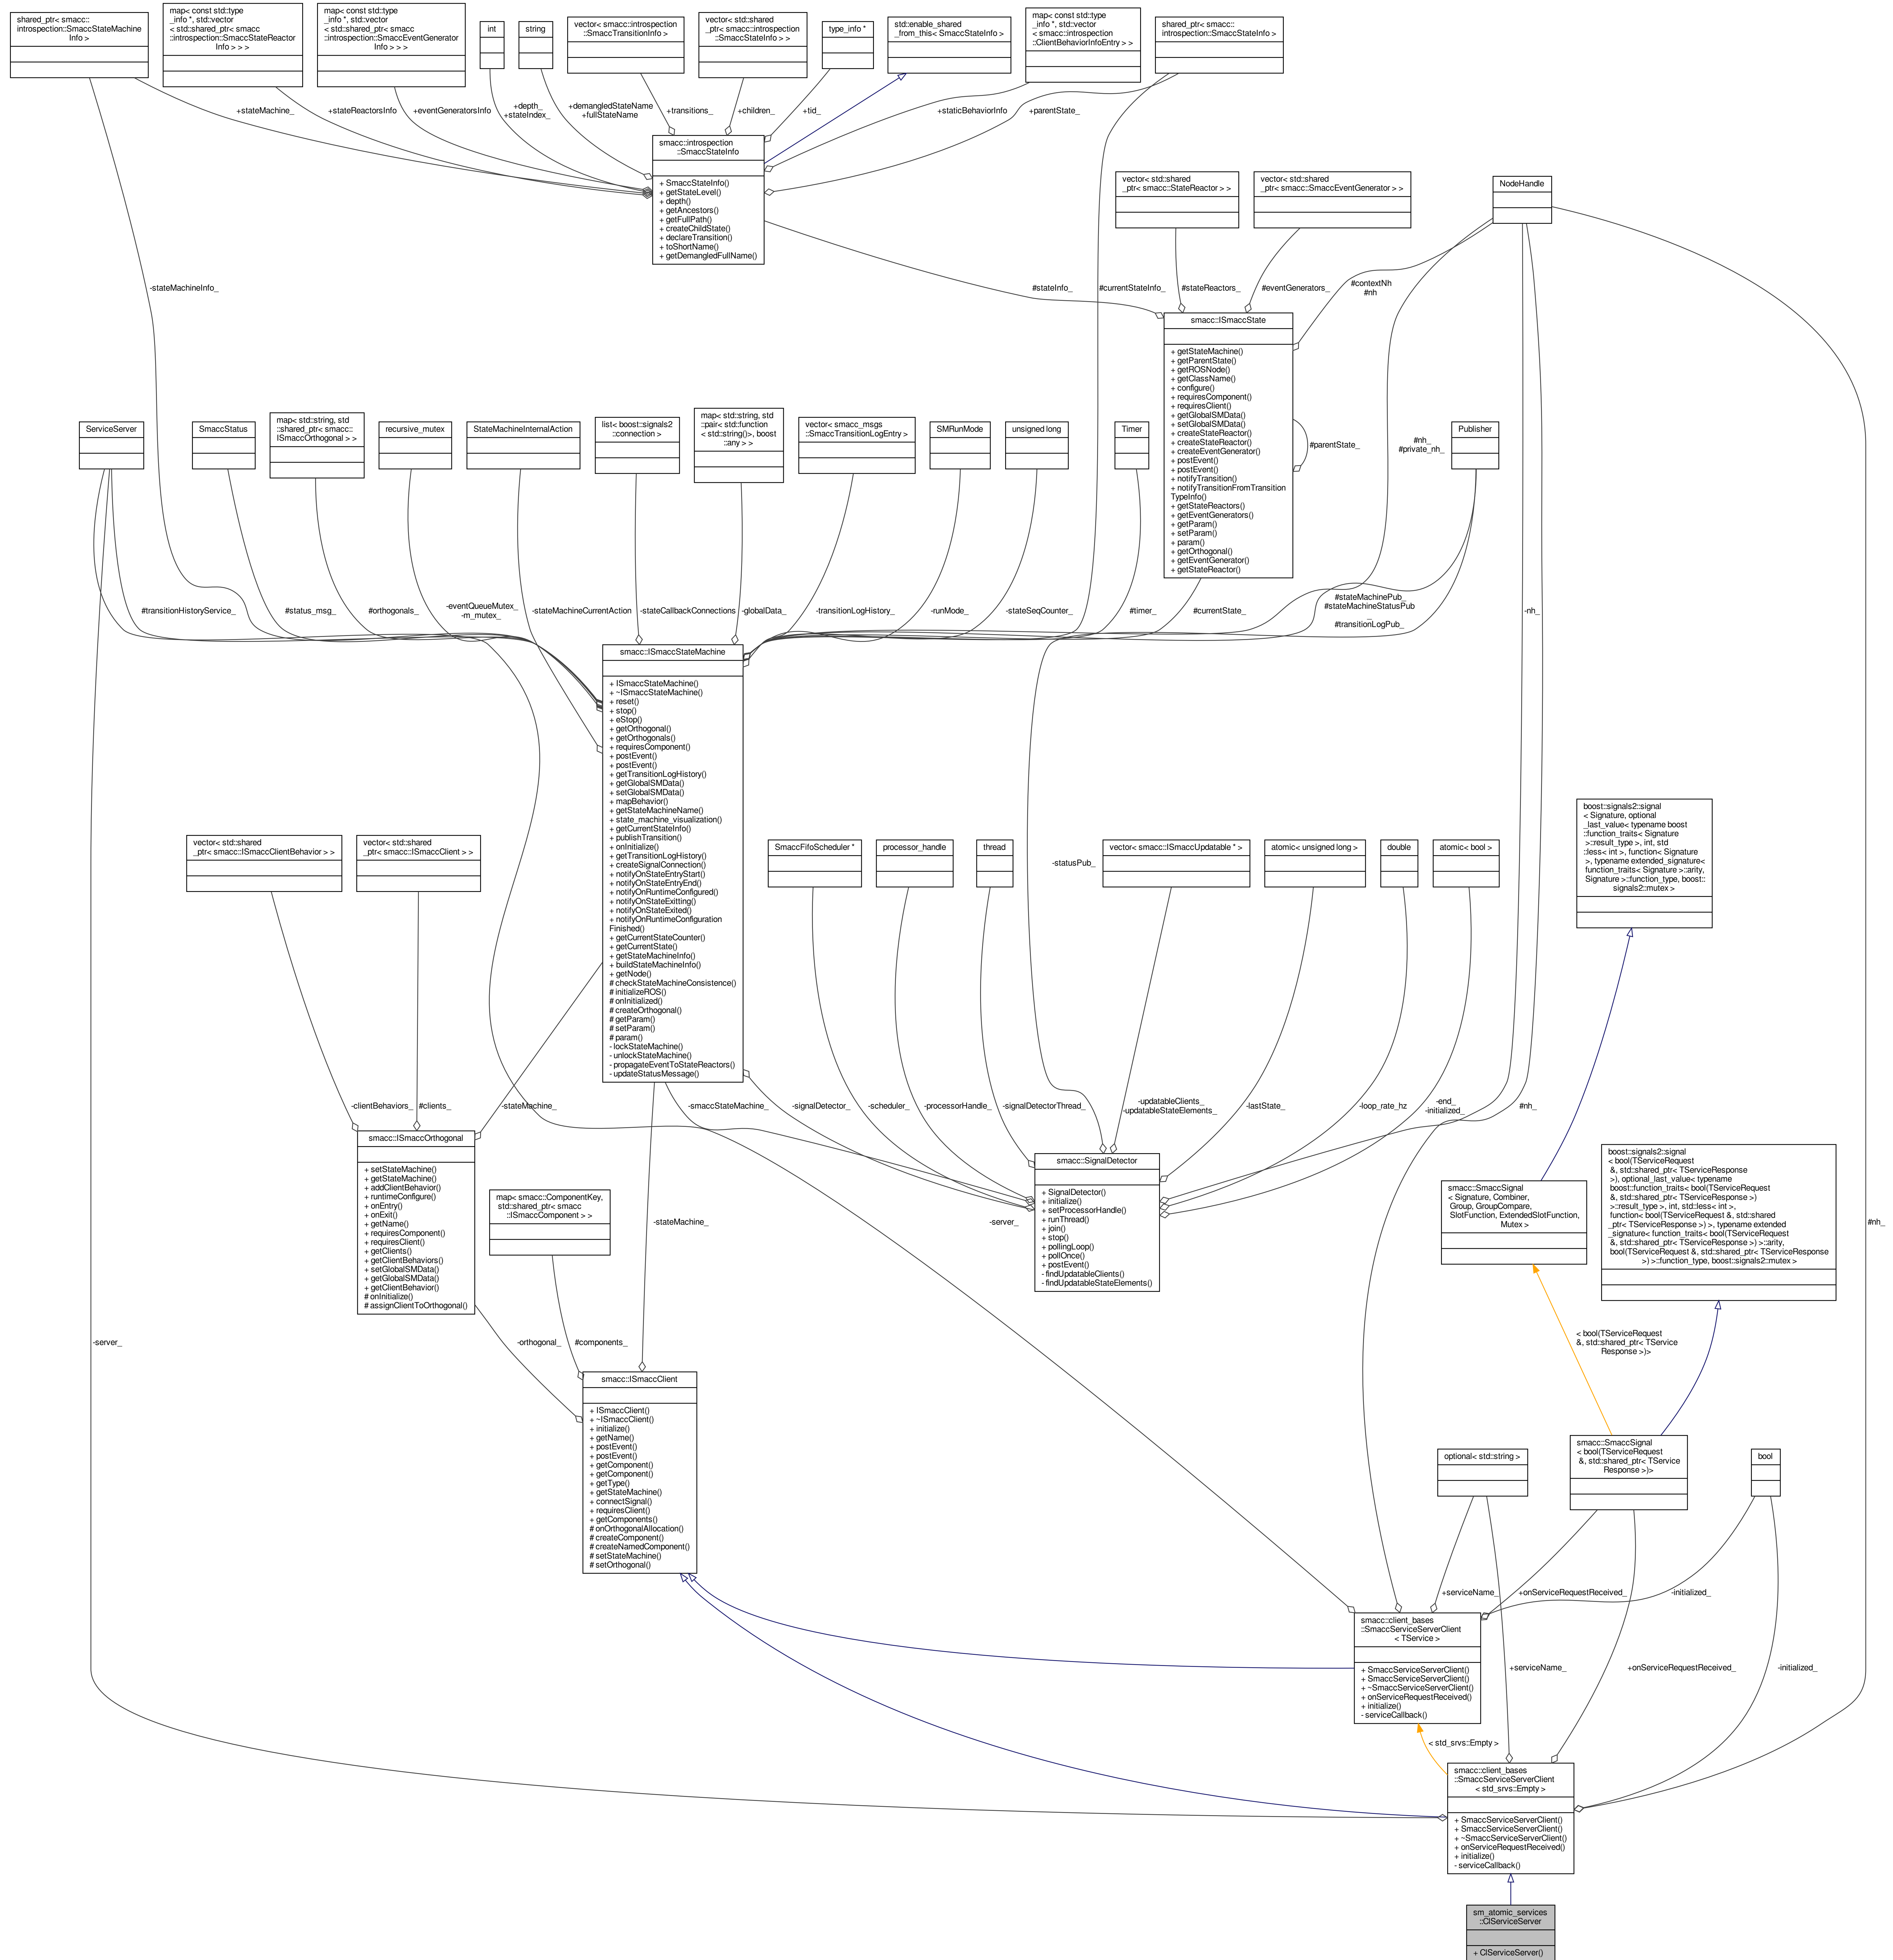 shared_ptr< smacc::
introspection::SmaccStateMachine
Info >
map< const std::type
_info *, std::vector
< std::shared_ptr< smacc
::introspection::SmaccStateReactor
Info > > >
map< const std::type
_info *, std::vector
< std::shared_ptr< smacc
::introspection::SmaccEventGenerator
Info > > >
int
string
vector< smacc::introspection
::SmaccTransitionInfo >
vector< std::shared
_ptr< smacc::introspection
::SmaccStateInfo > >
type_info *
std::enable_shared
_from_this< SmaccStateInfo >
map< const std::type
_info *, std::vector
< smacc::introspection
::ClientBehaviorInfoEntry > >
shared_ptr< smacc::
introspection::SmaccStateInfo >
+stateMachine_
+stateReactorsInfo
+eventGeneratorsInfo
+depth_
+stateIndex_
+demangledStateName
+fullStateName
+transitions_
+children_
+tid_
+staticBehaviorInfo
+parentState_
smacc::introspection
::SmaccStateInfo
+ SmaccStateInfo()
+ getStateLevel()
+ depth()
+ getAncestors()
+ getFullPath()
+ createChildState()
+ declareTransition()
+ toShortName()
+ getDemangledFullName()
vector< std::shared
_ptr< smacc::StateReactor > >
vector< std::shared
_ptr< smacc::SmaccEventGenerator > >
NodeHandle
-stateMachineInfo_
#stateInfo_
#currentStateInfo_
#stateReactors_
#eventGenerators_
#contextNh
#nh
smacc::ISmaccState
+ getStateMachine()
+ getParentState()
+ getROSNode()
+ getClassName()
+ configure()
+ requiresComponent()
+ requiresClient()
+ getGlobalSMData()
+ setGlobalSMData()
+ createStateReactor()
+ createStateReactor()
+ createEventGenerator()
+ postEvent()
+ postEvent()
+ notifyTransition()
+ notifyTransitionFromTransition
TypeInfo()
+ getStateReactors()
+ getEventGenerators()
+ getParam()
+ setParam()
+ param()
+ getOrthogonal()
+ getEventGenerator()
+ getStateReactor()
#parentState_
#nh_
#private_nh_
ServiceServer
SmaccStatus
map< std::string, std
::shared_ptr< smacc::
ISmaccOrthogonal > >
recursive_mutex
StateMachineInternalAction
list< boost::signals2
::connection >
map< std::string, std
::pair< std::function
< std::string()>, boost
::any > >
vector< smacc_msgs
::SmaccTransitionLogEntry >
SMRunMode
unsigned long
Timer
Publisher
#transitionHistoryService_
#status_msg_
#orthogonals_
-eventQueueMutex_
-m_mutex_
-stateMachineCurrentAction
-stateCallbackConnections
-globalData_
-transitionLogHistory_
-runMode_
-stateSeqCounter_
#timer_
#currentState_
#stateMachinePub_
#stateMachineStatusPub
_
#transitionLogPub_
-nh_
smacc::ISmaccStateMachine
+ ISmaccStateMachine()
+ ~ISmaccStateMachine()
+ reset()
+ stop()
+ eStop()
+ getOrthogonal()
+ getOrthogonals()
+ requiresComponent()
+ postEvent()
+ postEvent()
+ getTransitionLogHistory()
+ getGlobalSMData()
+ setGlobalSMData()
+ mapBehavior()
+ getStateMachineName()
+ state_machine_visualization()
+ getCurrentStateInfo()
+ publishTransition()
+ onInitialize()
+ getTransitionLogHistory()
+ createSignalConnection()
+ notifyOnStateEntryStart()
+ notifyOnStateEntryEnd()
+ notifyOnRuntimeConfigured()
+ notifyOnStateExitting()
+ notifyOnStateExited()
+ notifyOnRuntimeConfiguration
Finished()
+ getCurrentStateCounter()
+ getCurrentState()
+ getStateMachineInfo()
+ buildStateMachineInfo()
+ getNode()
# checkStateMachineConsistence()
# initializeROS()
# onInitialized()
# createOrthogonal()
# getParam()
# setParam()
# param()
- lockStateMachine()
- unlockStateMachine()
- propagateEventToStateReactors()
- updateStatusMessage()
vector< std::shared
_ptr< smacc::ISmaccClientBehavior > >
vector< std::shared
_ptr< smacc::ISmaccClient > >
SmaccFifoScheduler *
processor_handle
thread
-statusPub_
vector< smacc::ISmaccUpdatable * >
atomic< unsigned long >
double
atomic< bool >
boost::signals2::signal
< Signature, optional
_last_value< typename boost
::function_traits< Signature
>::result_type >, int, std
::less< int >, function< Signature
>, typename extended_signature<
function_traits< Signature >::arity,
Signature >::function_type, boost::
signals2::mutex >
-clientBehaviors_
#clients_
-stateMachine_
-smaccStateMachine_
-signalDetector_
-scheduler_
-processorHandle_
-signalDetectorThread_
-updatableClients_
-updatableStateElements_
-lastState_
-loop_rate_hz
-end_
-initialized_
#nh_
smacc::ISmaccOrthogonal
+ setStateMachine()
+ getStateMachine()
+ addClientBehavior()
+ runtimeConfigure()
+ onEntry()
+ onExit()
+ getName()
+ requiresComponent()
+ requiresClient()
+ getClients()
+ getClientBehaviors()
+ setGlobalSMData()
+ getGlobalSMData()
+ getClientBehavior()
# onInitialize()
# assignClientToOrthogonal()
map< smacc::ComponentKey,
std::shared_ptr< smacc
::ISmaccComponent > >
-stateMachine_
-server_
smacc::SignalDetector
+ SignalDetector()
+ initialize()
+ setProcessorHandle()
+ runThread()
+ join()
+ stop()
+ pollingLoop()
+ pollOnce()
+ postEvent()
- findUpdatableClients()
- findUpdatableStateElements()
smacc::SmaccSignal
< Signature, Combiner,
Group, GroupCompare,
SlotFunction, ExtendedSlotFunction,
Mutex >
boost::signals2::signal
< bool(TServiceRequest
&, std::shared_ptr< TServiceResponse
>), optional_last_value< typename
boost::function_traits< bool(TServiceRequest
&, std::shared_ptr< TServiceResponse >)
>::result_type >, int, std::less< int >,
function< bool(TServiceRequest &, std::shared
_ptr< TServiceResponse >) >, typename extended
_signature< function_traits< bool(TServiceRequest
&, std::shared_ptr< TServiceResponse >) >::arity,
bool(TServiceRequest &, std::shared_ptr< TServiceResponse
>) >::function_type, boost::signals2::mutex >
#nh_
-server_
-orthogonal_
#components_
< bool(TServiceRequest
&, std::shared_ptr< TService
Response >)>
smacc::ISmaccClient
+ ISmaccClient()
+ ~ISmaccClient()
+ initialize()
+ getName()
+ postEvent()
+ postEvent()
+ getComponent()
+ getComponent()
+ getType()
+ getStateMachine()
+ connectSignal()
+ requiresClient()
+ getComponents()
# onOrthogonalAllocation()
# createComponent()
# createNamedComponent()
# setStateMachine()
# setOrthogonal()
optional< std::string >
smacc::SmaccSignal
< bool(TServiceRequest
&, std::shared_ptr< TService
Response >)>
bool
+serviceName_
+onServiceRequestReceived_
-initialized_
smacc::client_bases
::SmaccServiceServerClient
< TService >
+ SmaccServiceServerClient()
+ SmaccServiceServerClient()
+ ~SmaccServiceServerClient()
+ onServiceRequestReceived()
+ initialize()
- serviceCallback()
+serviceName_
+onServiceRequestReceived_
-initialized_
< std_srvs::Empty >
smacc::client_bases
::SmaccServiceServerClient
< std_srvs::Empty >
+ SmaccServiceServerClient()
+ SmaccServiceServerClient()
+ ~SmaccServiceServerClient()
+ onServiceRequestReceived()
+ initialize()
- serviceCallback()
sm_atomic_services
::ClServiceServer
+ ClServiceServer()